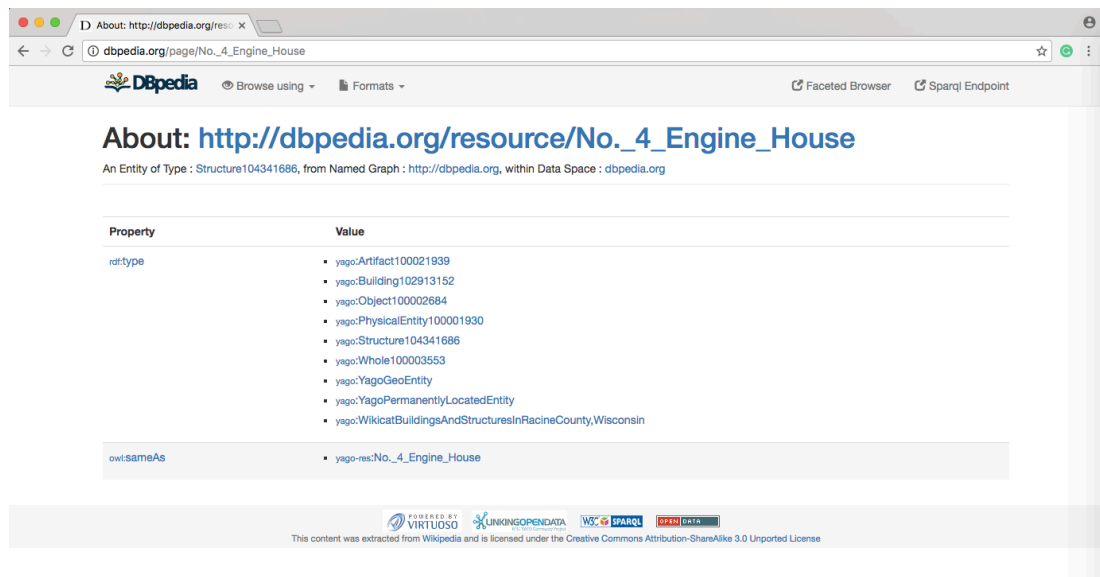 D About: http://dbpedia.org/reso ×
dbpedia.org/page/No._4_Engine_House
DBpedia Browse using Formats Faceted Browser Sparql Endpoint
About: http://dbpedia.org/resource/No._4_Engine_House
An Entity of Type : Structure104341686, from Named Graph : http://dbpedia.org, within Data Space : dbpedia.org
Property Value
rdf:type yago:Artifact100021939
yago:Building102913152
yago:Object100002684
yago:PhysicalEntity100001930
yago:Structure104341686
yago:Whole100003553
yago:YagoGeoEntity
yago:YagoPermanentlyLocatedEntity
yago:WikicatBuildingsAndStructuresInRacineCounty,Wisconsin
owl:sameAs yago-res:No._4_Engine_House
POWERED BY
VIRTUOSO LINKINGOPENDATA W3C SPARQL OPEN DATA
This content was extracted from Wikipedia and is licensed under the Creative Commons Attribution-ShareAlike 3.0 Unported License